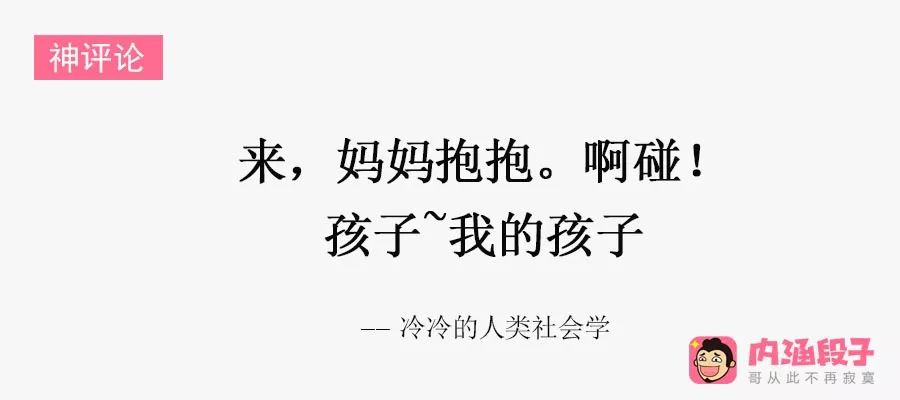 神评论
来，妈妈抱抱。啊碰！
孩子~我的孩子
—— 冷冷的人类社会学
内涵段子
哥从此不再寂寞